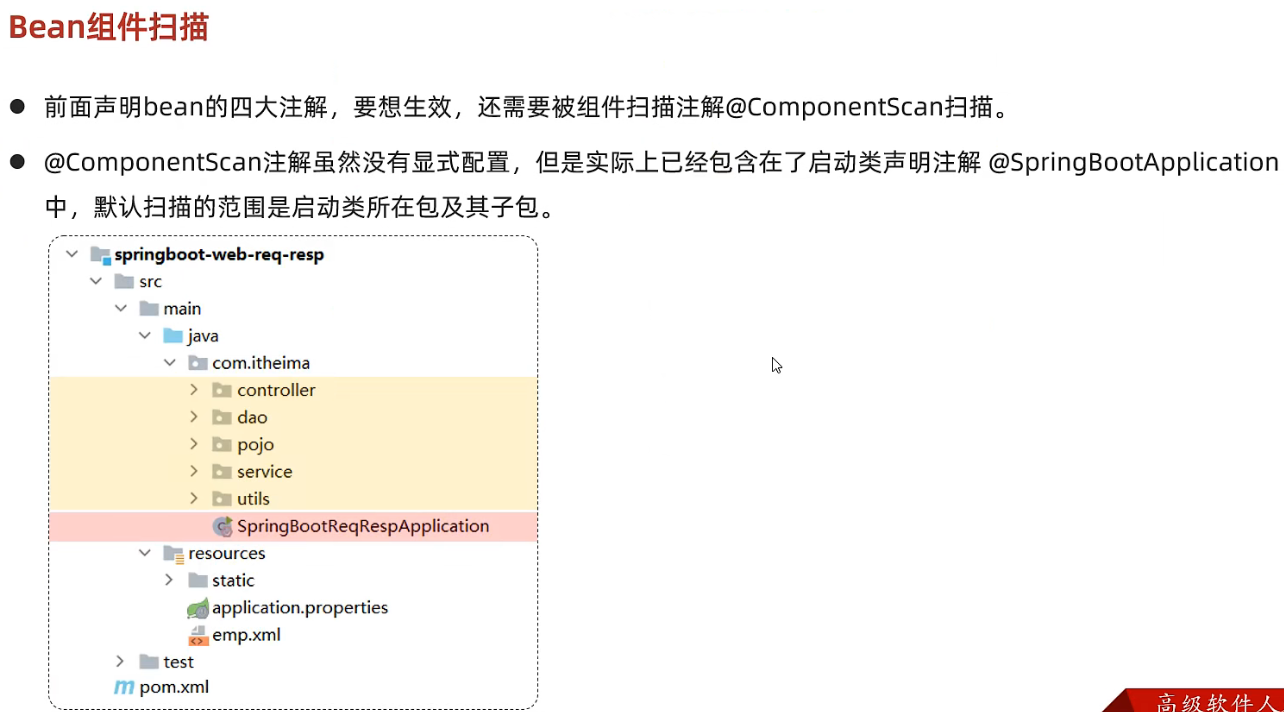 Bean组件扫描
前面声明bean的四大注解，要想生效，还需要被组件扫描注解@ComponentScan扫描。
@ComponentScan注解虽然没有显式配置，但是实际上已经包含在了启动类声明注解 @SpringBootApplication
中，默认扫描的范围是启动类所在包及其子包。
springboot-web-req-resp
src
main
java
com.itheima
controller
dao
pojo
service
utils
SpringBootReqRespApplication
resources
static
application.properties
emp.xml
test
pom.xml
高级软件人